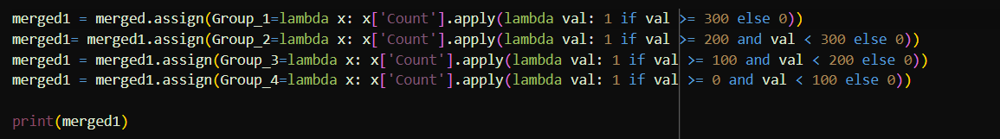 merged1 = merged.assign(Group_1=lambda x: x['Count'].apply(lambda val: 1 if val >= 300 else 0))
merged1= merged1.assign(Group_2=lambda x: x['Count'].apply(lambda val: 1 if val >= 200 and val < 300 else 0))
merged1 = merged1.assign(Group_3=lambda x: x['Count'].apply(lambda val: 1 if val >= 100 and val < 200 else 0))
merged1 = merged1.assign(Group_4=lambda x: x['Count'].apply(lambda val: 1 if val >= 0 and val < 100 else 0))
print(merged1)